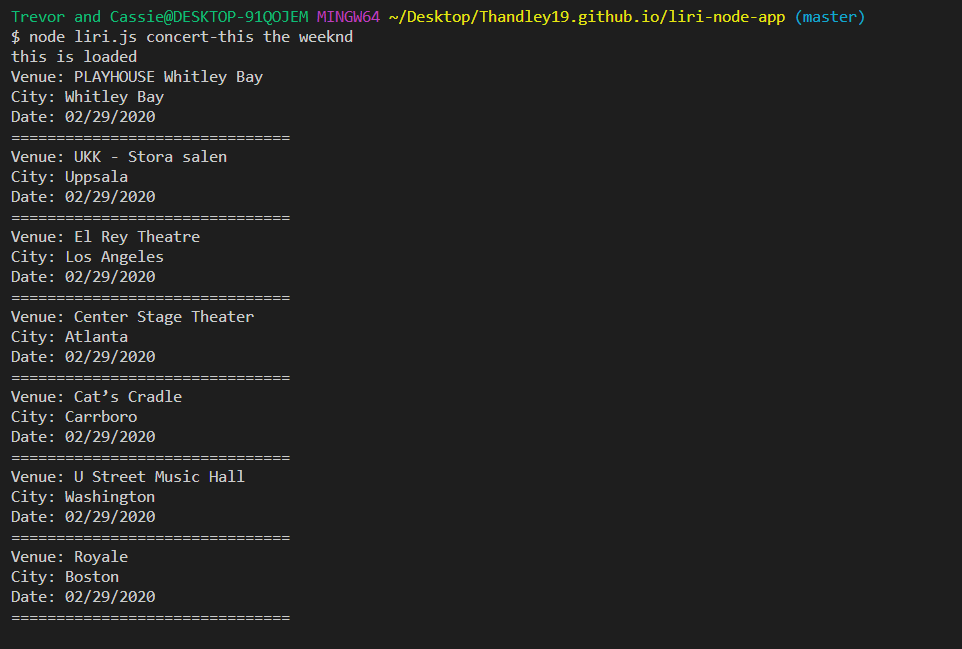 Trevor and Cassie@DESKTOP-91QOJEM MINGW64 ~/Desktop/Thandley19.github.io/liri-node-app (master)
$ node liri.js concert-this the weeknd
this is loaded
Venue: PLAYHOUSE Whitley Bay
City: Whitley Bay
Date: 02/29/2020
===============================
Venue: UKK - Stora salen
City: Uppsala
Date: 02/29/2020
===============================
Venue: El Rey Theatre
City: Los Angeles
Date: 02/29/2020
===============================
Venue: Center Stage Theater
City: Atlanta
Date: 02/29/2020
===============================
Venue: Cat’s Cradle
City: Carrboro
Date: 02/29/2020
===============================
Venue: U Street Music Hall
City: Washington
Date: 02/29/2020
===============================
Venue: Royale
City: Boston
Date: 02/29/2020
===============================